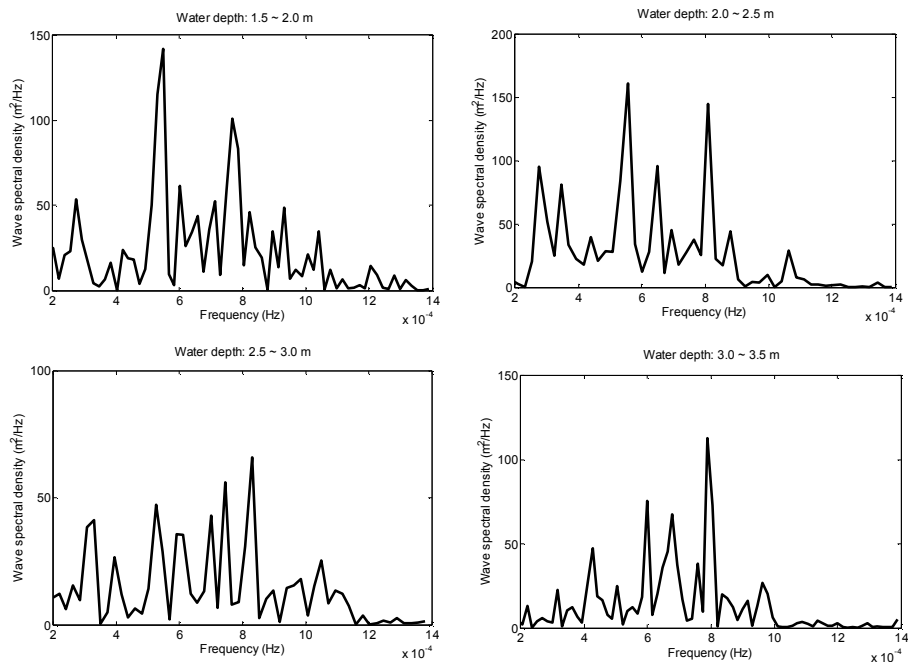 Water depth: 1.5 ~ 2.0 m
150
100
50
0
Wave spectral density (m²/Hz)
2 4 6 8 10 12 14
Frequency (Hz)
x 10⁻⁴
Water depth: 2.0 ~ 2.5 m
200
150
100
50
0
Wave spectral density (m²/Hz)
2 4 6 8 10 12 14
Frequency (Hz)
x 10⁻⁴
Water depth: 2.5 ~ 3.0 m
100
50
0
Wave spectral density (m²/Hz)
2 4 6 8 10 12 14
Frequency (Hz)
x 10⁻⁴
Water depth: 3.0 ~ 3.5 m
150
100
50
0
Wave spectral density (m²/Hz)
2 4 6 8 10 12 14
Frequency (Hz)
x 10⁻⁴